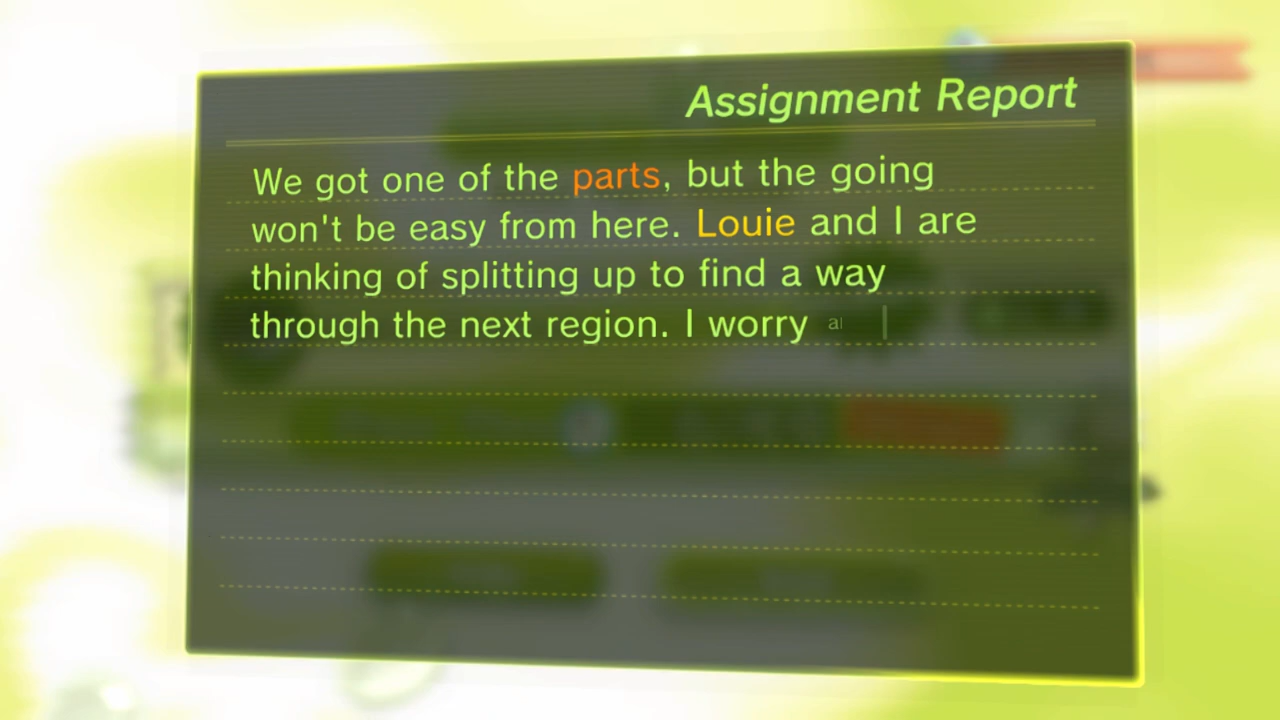 Assignment Report
We got one of the parts, but the going
won't be easy from here. Louie and I are
thinking of splitting up to find a way
through the next region. I worry